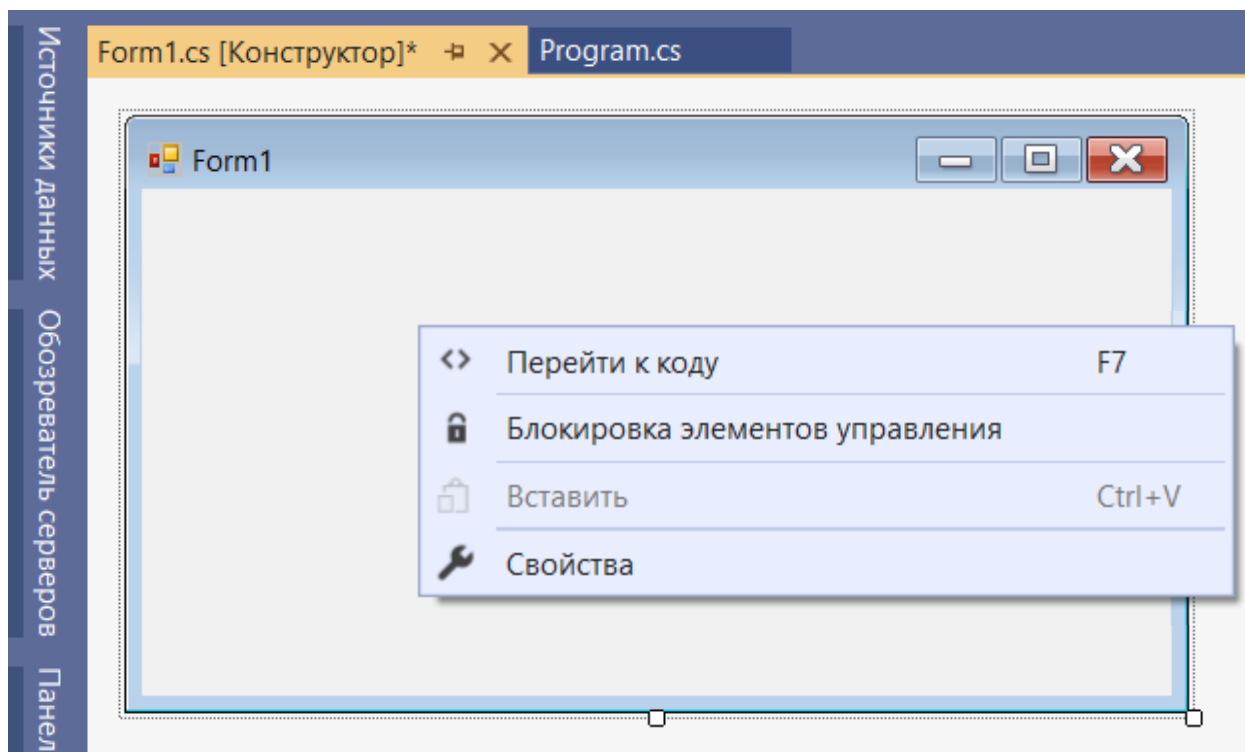 Form1.cs [Конструктор]*
Program.cs
Источники данных
Обозреватель серверов
Form1
Перейти к коду F7
Блокировка элементов управления
Вставить Ctrl+V
Свойства